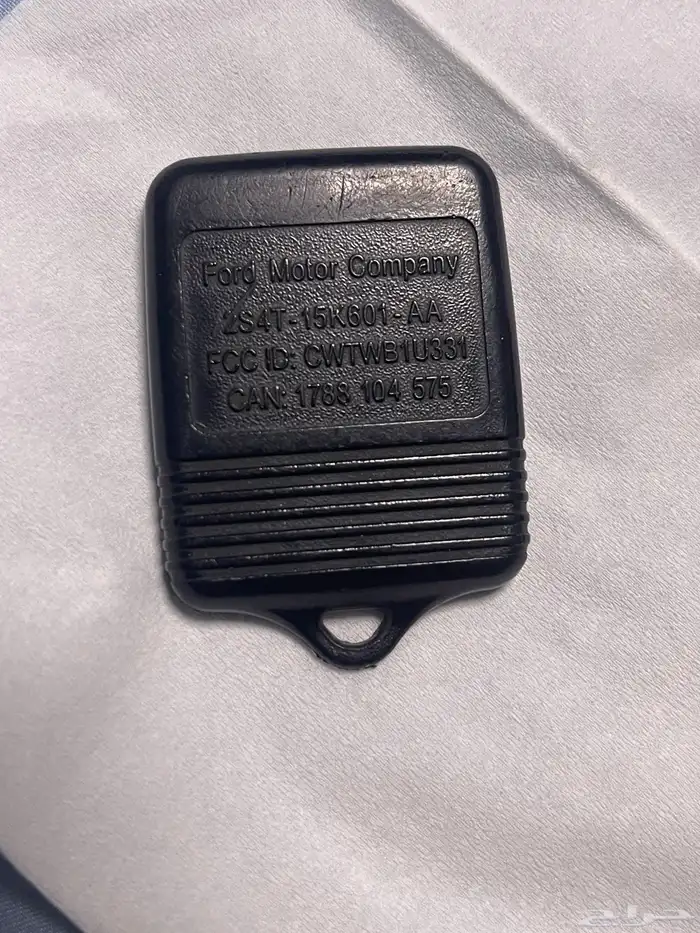 Ford Motor Company
2S4T-15K601-AA
FCC ID: CWTWB1U331
CAN: 1788 104 575
حراج